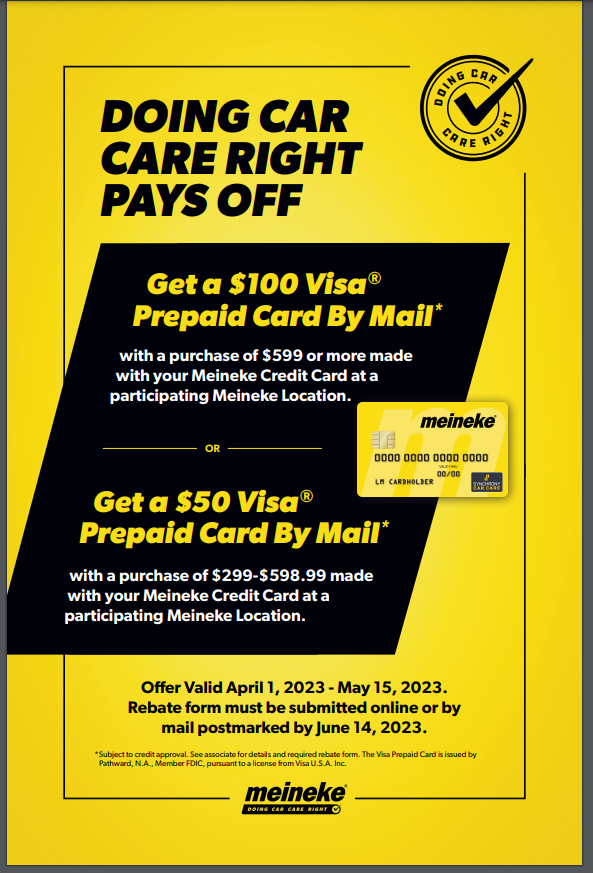 DOING CAR
CARE RIGHT
DOING CAR
CARE RIGHT
PAYS OFF
Get a $100 Visa®
Prepaid Card By Mail*
with a purchase of $599 or more made
with your Meineke Credit Card at a
participating Meineke Location.
meineke®
0000 0000 0000 0000
VALID THRU
00/00
LM CARDHOLDER
SYNCHRONY
CAR CARE
OR
Get a $50 Visa®
Prepaid Card By Mail*
with a purchase of $299-$598.99 made
with your Meineke Credit Card at a
participating Meineke Location.
Offer Valid April 1, 2023 - May 15, 2023.
Rebate form must be submitted online or by
mail postmarked by June 14, 2023.
*Subject to credit approval. See associate for details and required rebate form. The Visa Prepaid Card is issued by
Pathward, N.A., Member FDIC, pursuant to a license from Visa U.S.A. Inc.
meineke®
DOING CAR CARE RIGHT